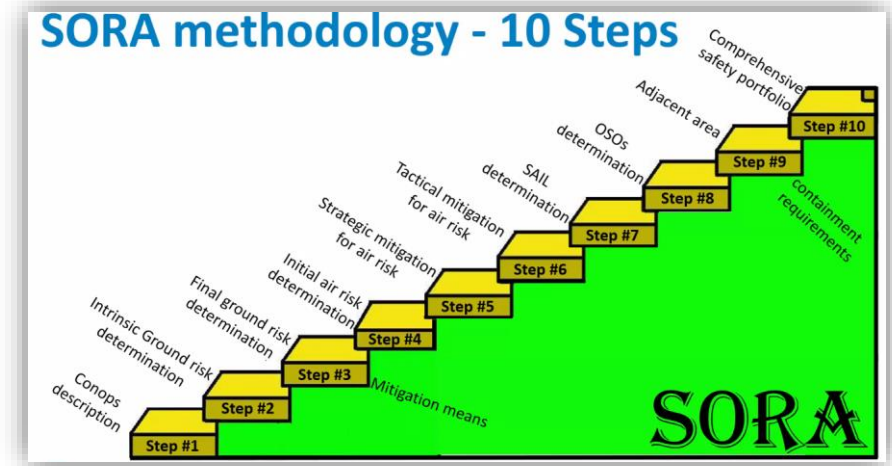 SORA methodology - 10 Steps
Conops
description
Step #1
Intrinsic Ground risk
determination
Step #2
Final ground risk
determination
Step #3
Mitigation means
Initial air risk
determination
Step #4
Strategic mitigation
for air risk
Step #5
Tactical mitigation
for air risk
Step #6
SAIL
determination
Step #7
OSOs
determination
Step #8
Adjacent area
Step #9
containment
requirements
Comprehensive
safety portfolio
Step #10
SORA